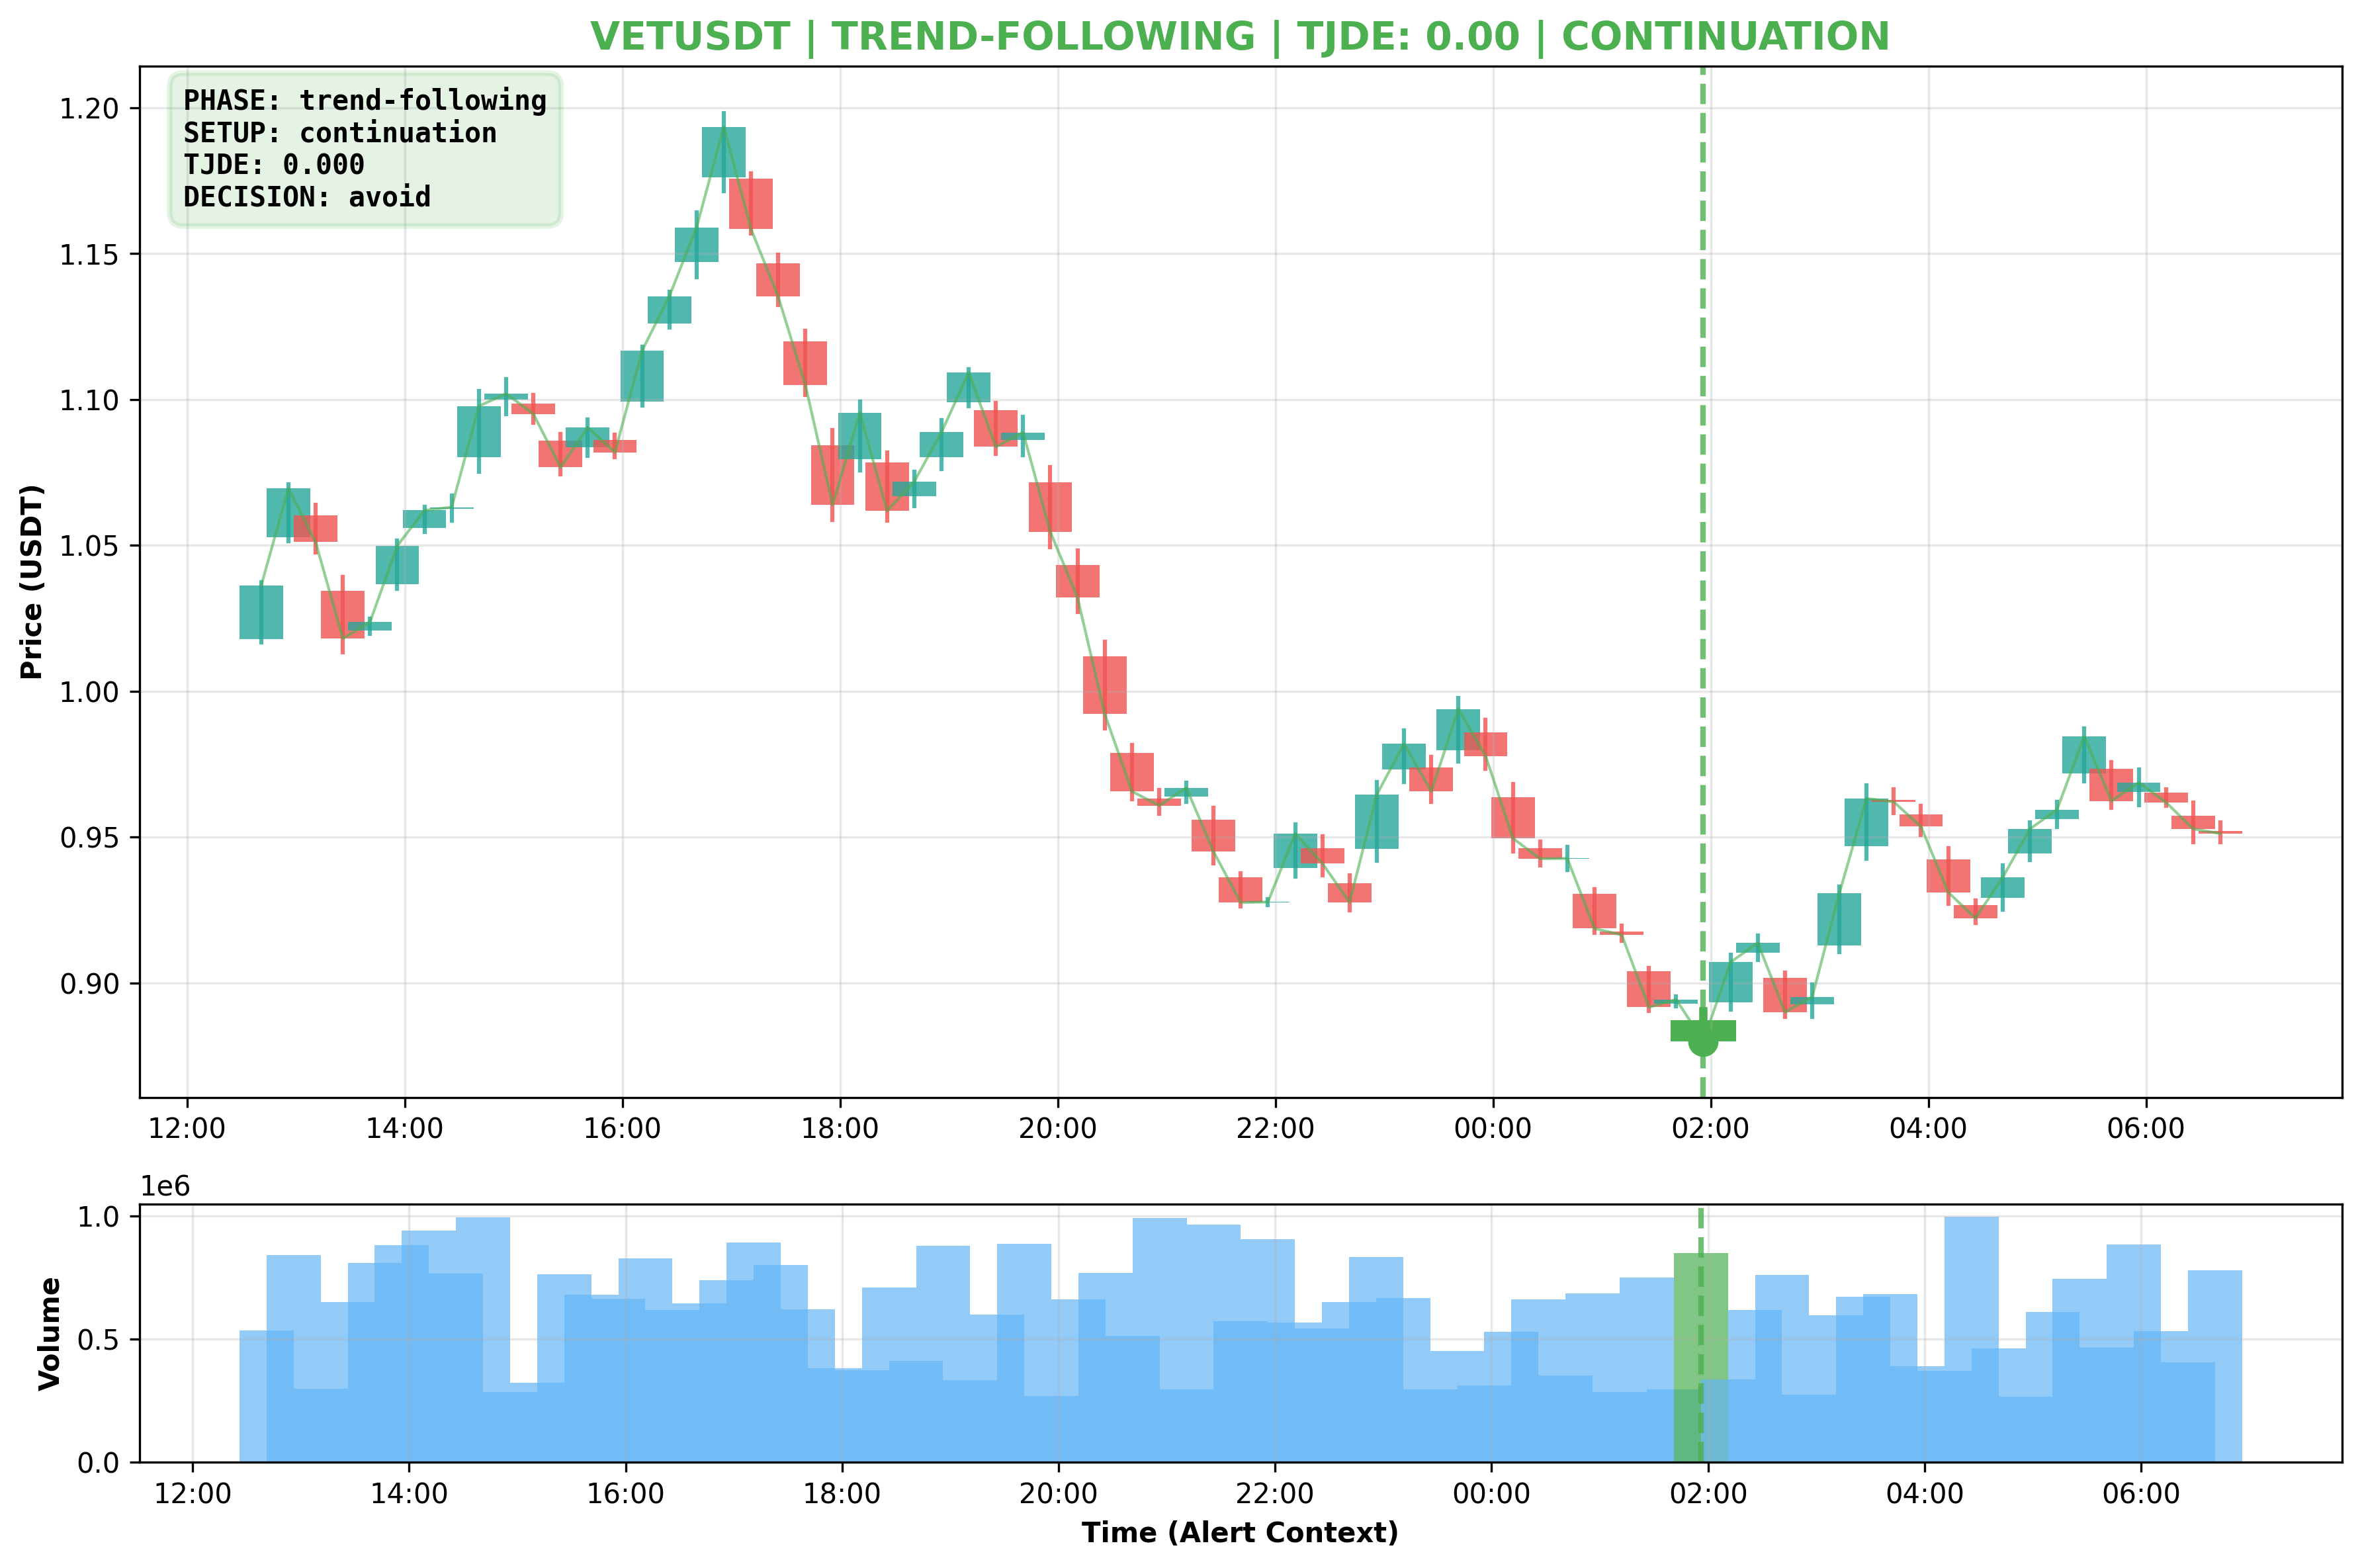 VETUSDT | TREND-FOLLOWING | TJDE: 0.00 | CONTINUATION
PHASE: trend-following
SETUP: continuation
TJDE: 0.000
DECISION: avoid
Price (USDT)
1.20
1.15
1.10
1.05
1.00
0.95
0.90
12:00 14:00 16:00 18:00 20:00 22:00 00:00 02:00 04:00 06:00
1e6
Volume
1.0
0.5
0.0
12:00 14:00 16:00 18:00 20:00 22:00 00:00 02:00 04:00 06:00
Time (Alert Context)